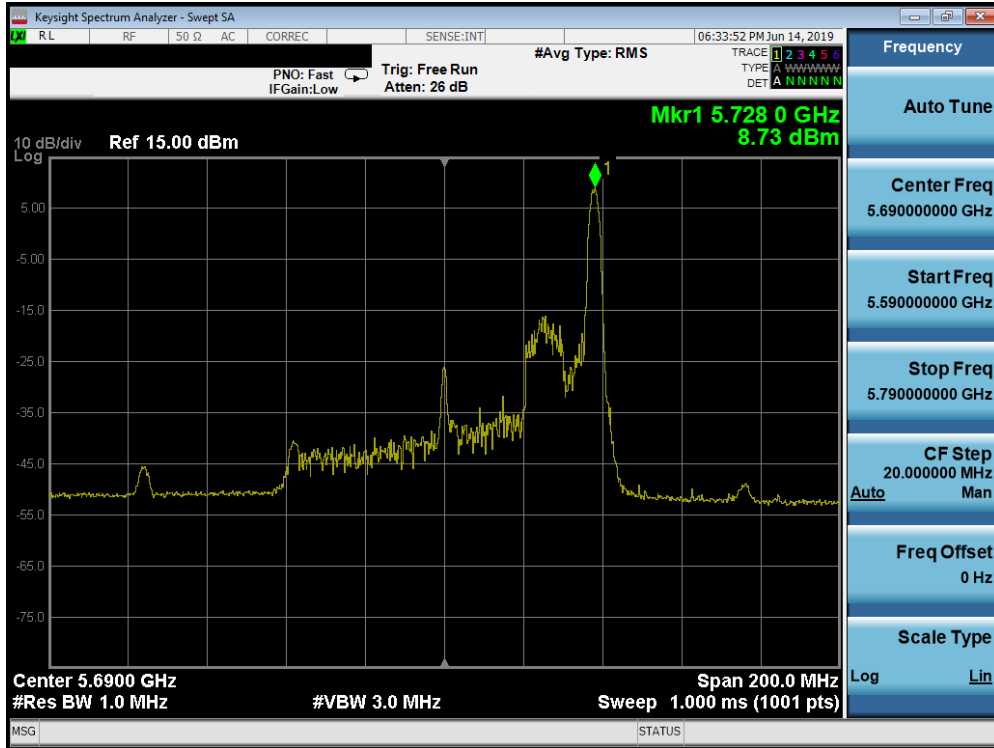 Keysight Spectrum Analyzer - Swept SA
LXI RL RF 50 Ω AC CORREC SENSE:INT 06:33:52 PM Jun 14, 2019
#Avg Type: RMS TRACE 1 2 3 4 5 6
PNO: Fast Trig: Free Run TYPE A WWWWW
IFGain:Low Atten: 26 dB DET A N N N N N
Mkr1 5.728 0 GHz
8.73 dBm
10 dB/div Ref 15.00 dBm
Log
1
5.00
-5.00
-15.0
-25.0
-35.0
-45.0
-55.0
-65.0
-75.0
Center 5.6900 GHz Span 200.0 MHz
#Res BW 1.0 MHz #VBW 3.0 MHz Sweep 1.000 ms (1001 pts)
MSG STATUS
Frequency
Auto Tune
Center Freq
5.690000000 GHz
Start Freq
5.590000000 GHz
Stop Freq
5.790000000 GHz
CF Step
20.000000 MHz
Auto Man
Freq Offset
0 Hz
Scale Type
Log Lin